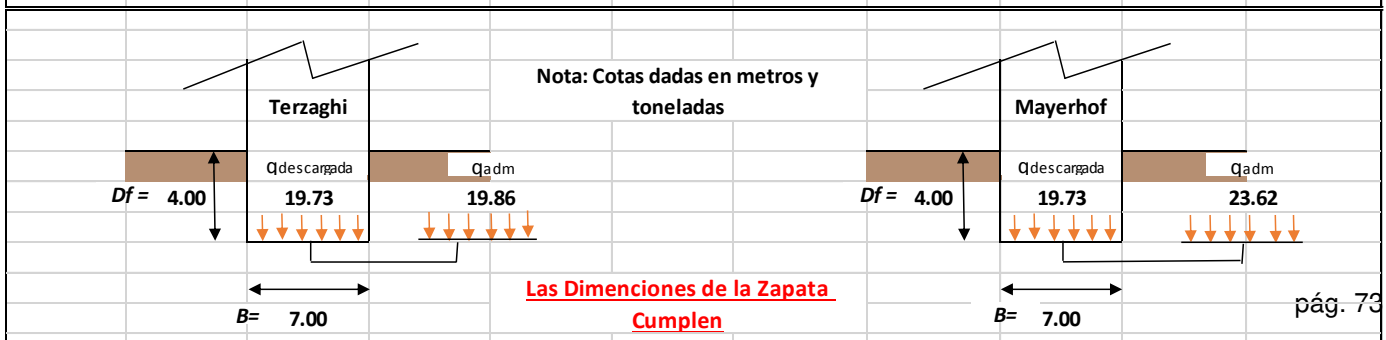 Nota: Cotas dadas en metros y
toneladas
Terzaghi
Mayerhof
qdescargada
qadm
qdescargada
qadm
Df = 4.00
19.73
19.86
Df = 4.00
19.73
23.62
Las Dimenciones de la Zapata
Cumplen
B= 7.00
B= 7.00
pág. 73